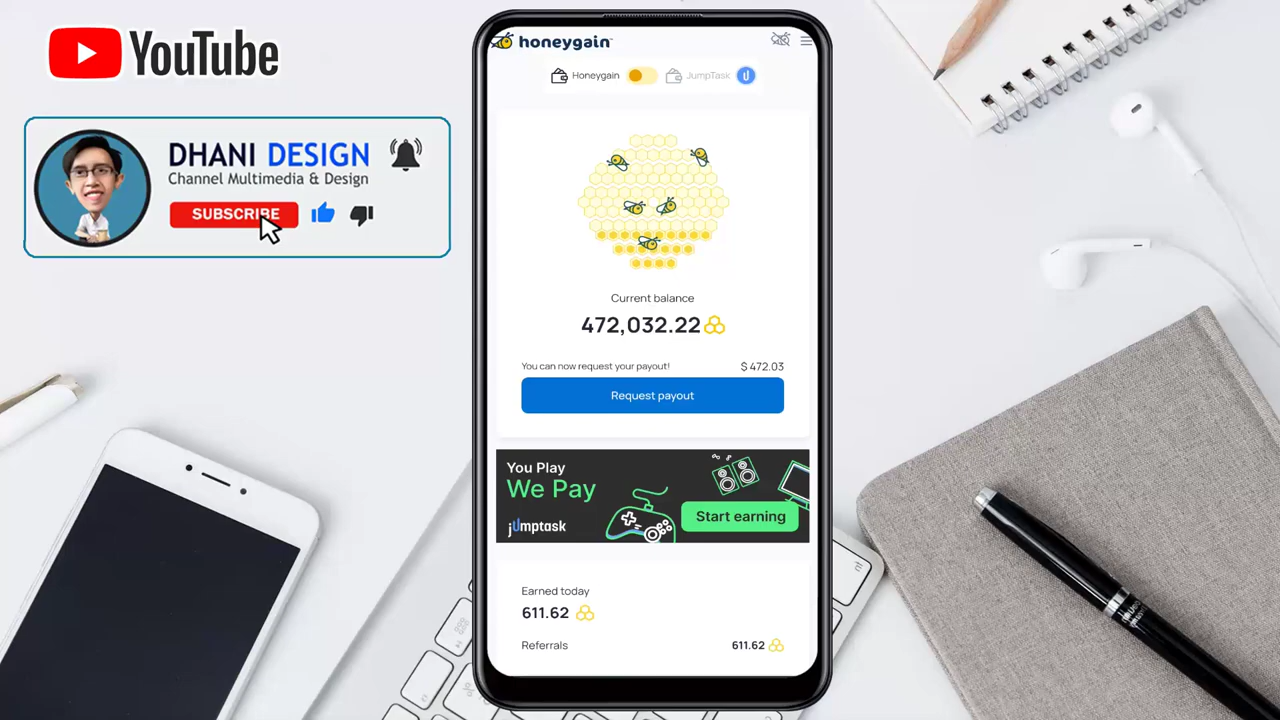 YouTube
DHANI DESIGN
Channel Multimedia & Design
SUBSCRIBE
honeygain
Honeygain
JumpTask
Current balance
472,032.22
You can now request your payout!
$ 472.03
Request payout
You Play
We Pay
jumptask
Start earning
Earned today
611.62
Referrals
611.62